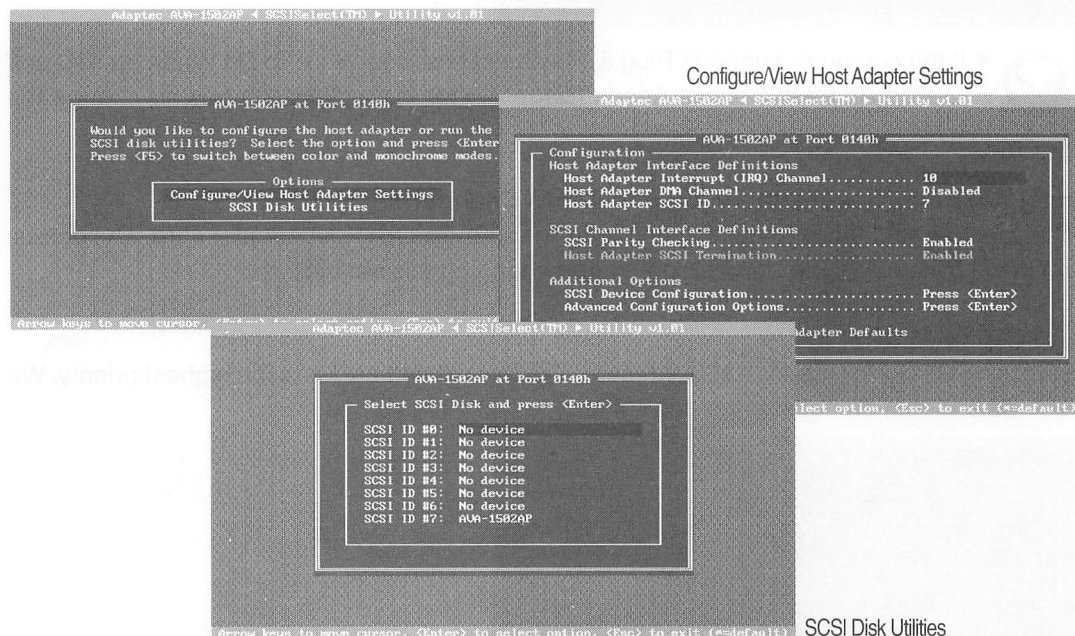 Adaptec AVA-1502AP ◄ SCSISelect(TM) ► Utility v1.01
AVA-1502AP at Port 0140h
Would you like to configure the host adapter or run the
SCSI disk utilities? Select the option and press <Enter
Press <F5> to switch between color and monochrome modes.
Options
Configure/View Host Adapter Settings
SCSI Disk Utilities
Arrow keys to move cursor,
Configure/View Host Adapter Settings
Adaptec AVA-1502AP ◄ SCSISelect(TM) ► Utility v1.01
AVA-1502AP at Port 0140h
Configuration
Host Adapter Interface Definitions
Host Adapter Interrupt (IRQ) Channel........... 10
Host Adapter DMA Channel....................... Disabled
Host Adapter SCSI ID........................... 7
SCSI Channel Interface Definitions
SCSI Parity Checking........................... Enabled
Host Adapter SCSI Termination.................. Enabled
Additional Options
SCSI Device Configuration...................... Press <Enter>
Advanced Configuration Options................. Press <Enter>
dapter Defaults
lect option, <Esc> to exit (*=default)
Adaptec AVA-1502AP ◄ SCSISelect(TM) ► Utility v1.01
AVA-1502AP at Port 0140h
Select SCSI Disk and press <Enter>
SCSI ID #0: No device
SCSI ID #1: No device
SCSI ID #2: No device
SCSI ID #3: No device
SCSI ID #4: No device
SCSI ID #5: No device
SCSI ID #6: No device
SCSI ID #7: AVA-1502AP
Arrow keys to move cursor, <Enter> to select option, <Esc> to exit (*=default)
SCSI Disk Utilities